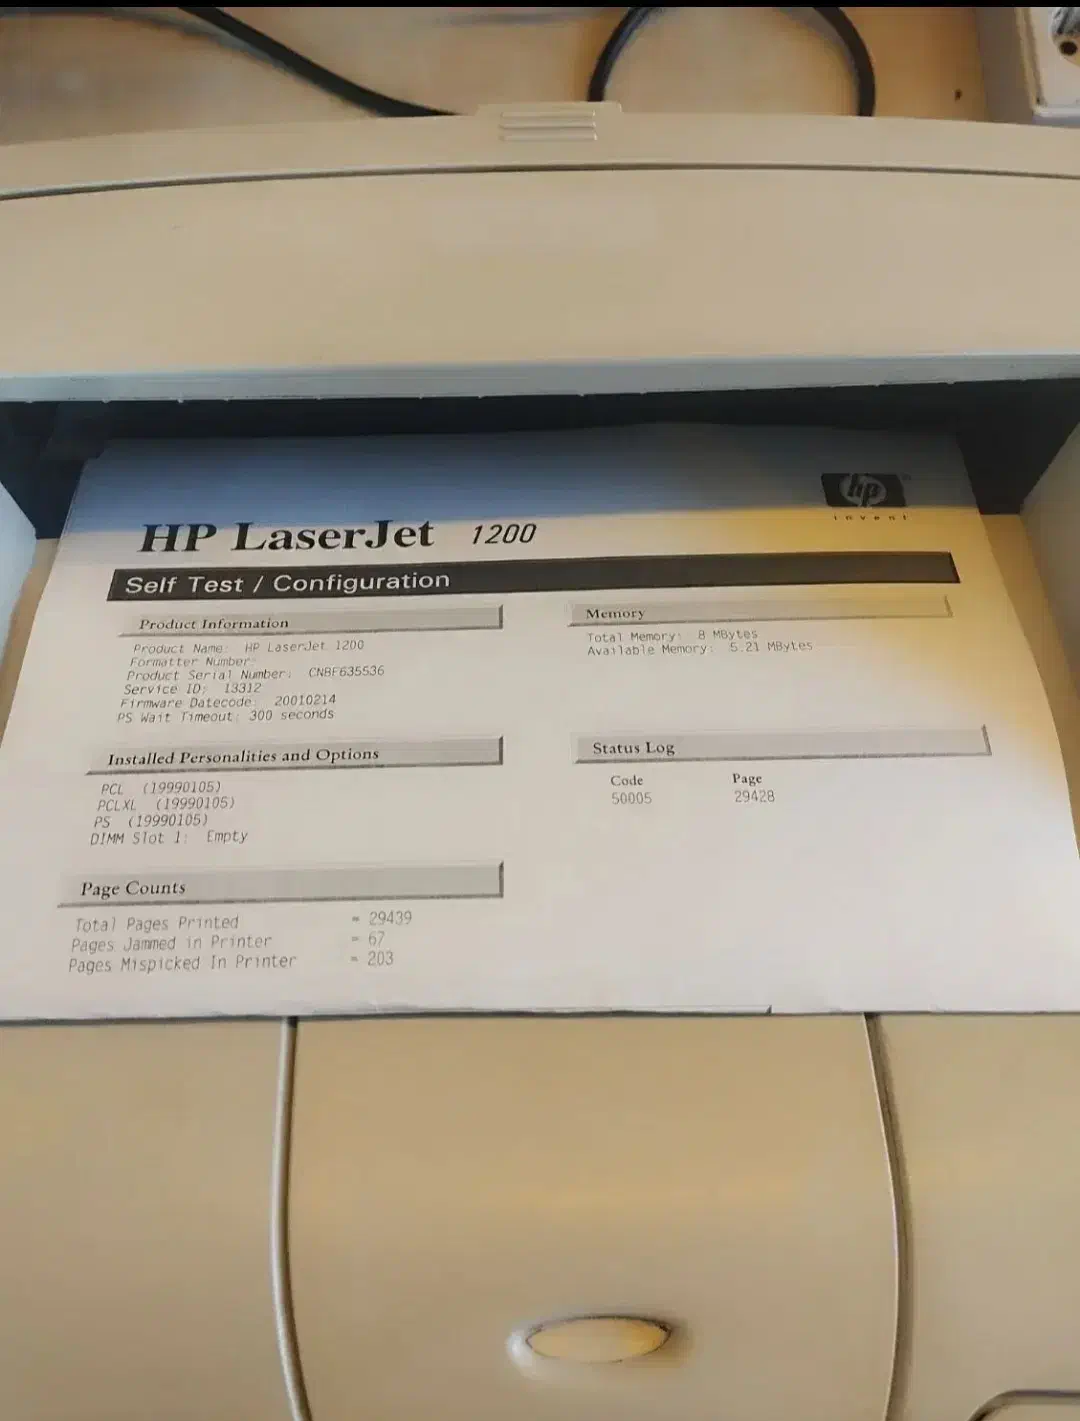 hp
invent
HP LaserJet 1200
Self Test / Configuration
Product Information
Product Name: HP LaserJet 1200
Formatter Number:
Product Serial Number: CNBF635536
Service ID: 13312
Firmware Datecode: 20010214
PS Wait Timeout: 300 seconds
Memory
Total Memory: 8 MBytes
Available Memory: 5.21 MBytes
Installed Personalities and Options
PCL (19990105)
PCLXL (19990105)
PS (19990105)
DIMM Slot 1: Empty
Status Log
Code Page
50005 29428
Page Counts
Total Pages Printed = 29439
Pages Jammed in Printer = 67
Pages Mispicked In Printer = 203